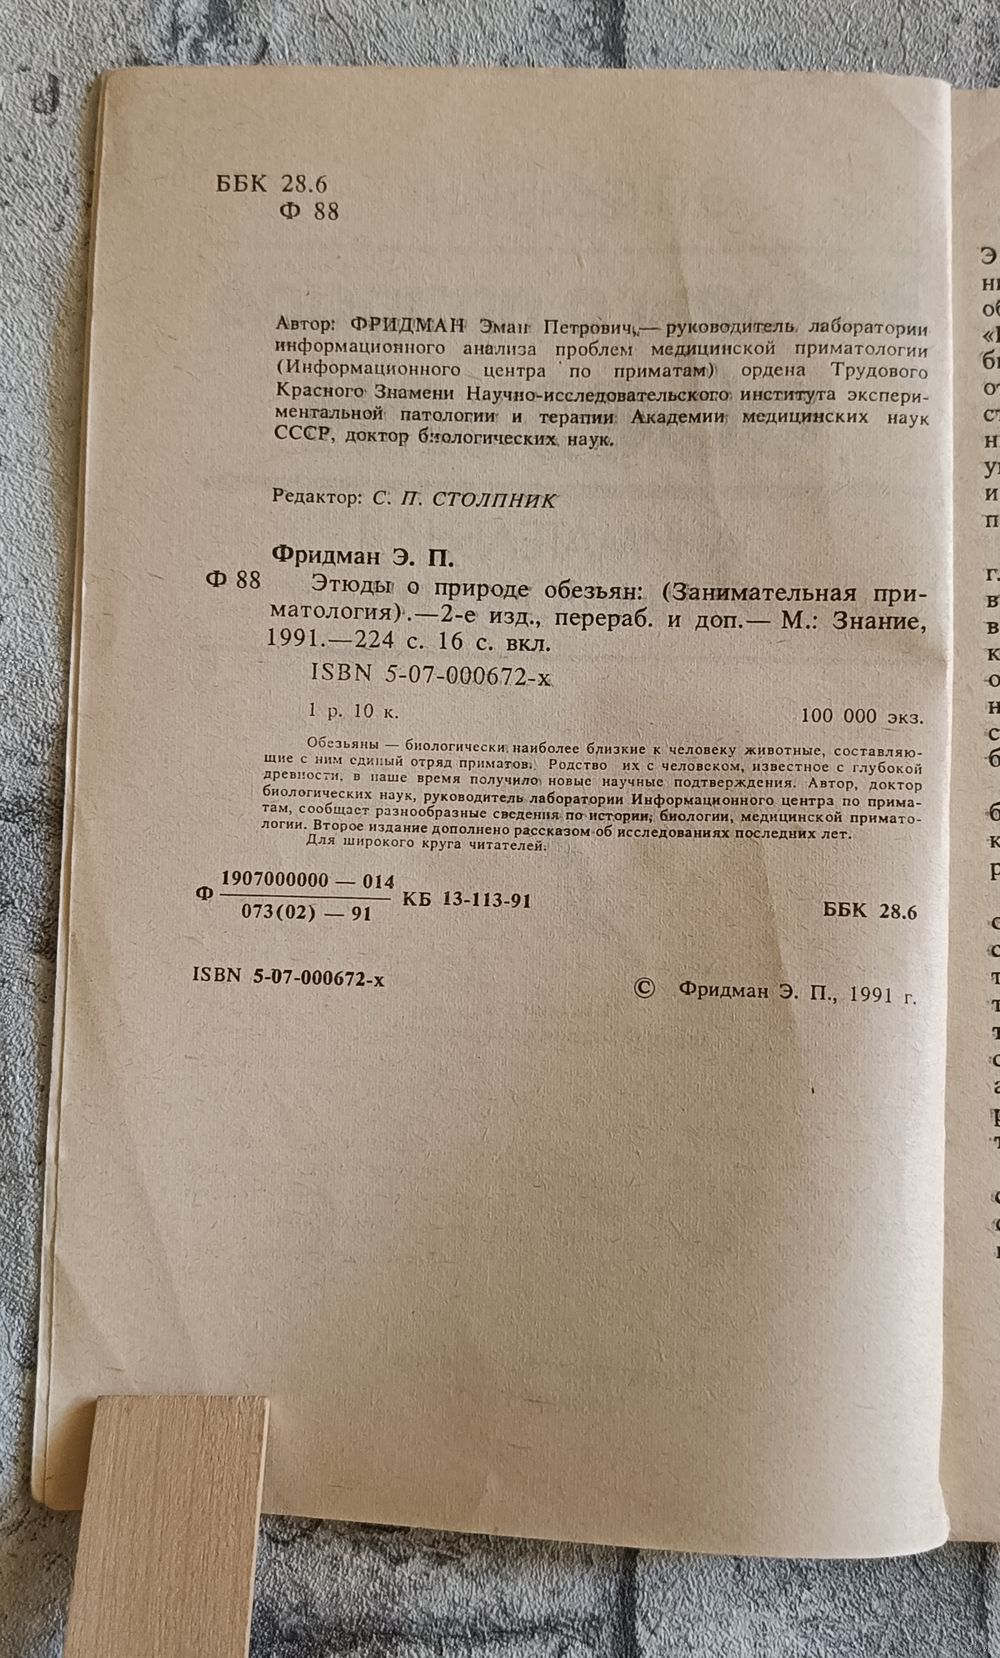 ББК 28.6
Ф 88
Автор: ФРИДМАН Эман Петрович,— руководитель лаборатории
информационного анализа проблем медицинской приматологии
(Информационного центра по приматам) ордена Трудового
Красного Знамени Научно-исследовательского института экспери-
ментальной патологии и терапии Академии медицинских наук
СССР, доктор биологических наук.
Редактор: С. П. СТОЛПНИК
Фридман Э. П.
Ф 88 Этюды о природе обезьян: (Занимательная при-
матология).—2-е изд., перераб. и доп.— М.: Знание,
1991.—224 с. 16 с. вкл.
ISBN 5-07-000672-х
1 р. 10 к. 100 000 экз.
Обезьяны — биологически наиболее близкие к человеку животные, составляю-
щие с ним единый отряд приматов. Родство их с человеком, известное с глубокой
древности, в наше время получило новые научные подтверждения. Автор, доктор
биологических наук, руководитель лаборатории Информационного центра по прима-
там, сообщает разнообразные сведения по истории, биологии, медицинской примато-
логии. Второе издание дополнено рассказом об исследованиях последних лет.
Для широкого круга читателей.
Ф 1907000000 — 014
073(02) — 91 КБ 13-113-91 ББК 28.6
ISBN 5-07-000672-х © Фридман Э. П., 1991 г.